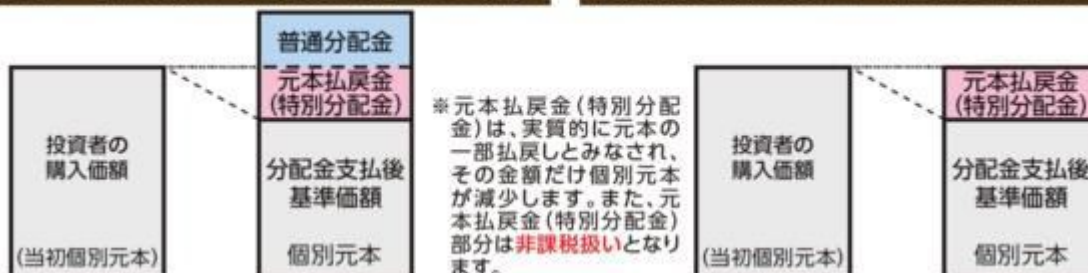 普通分配金
元本払戻金
(特別分配金)
投資者の
購入価額
(当初個別元本)
分配金支払後
基準価額
個別元本
※元本払戻金(特別分配
金)は、実質的に元本の
一部払戻しとみなされ、
その金額だけ個別元本
が減少します。また、元
本払戻金(特別分配金)
部分は非課税扱いとなり
ます。
投資者の
購入価額
(当初個別元本)
元本払戻金
(特別分配金)
分配金支払後
基準価額
個別元本